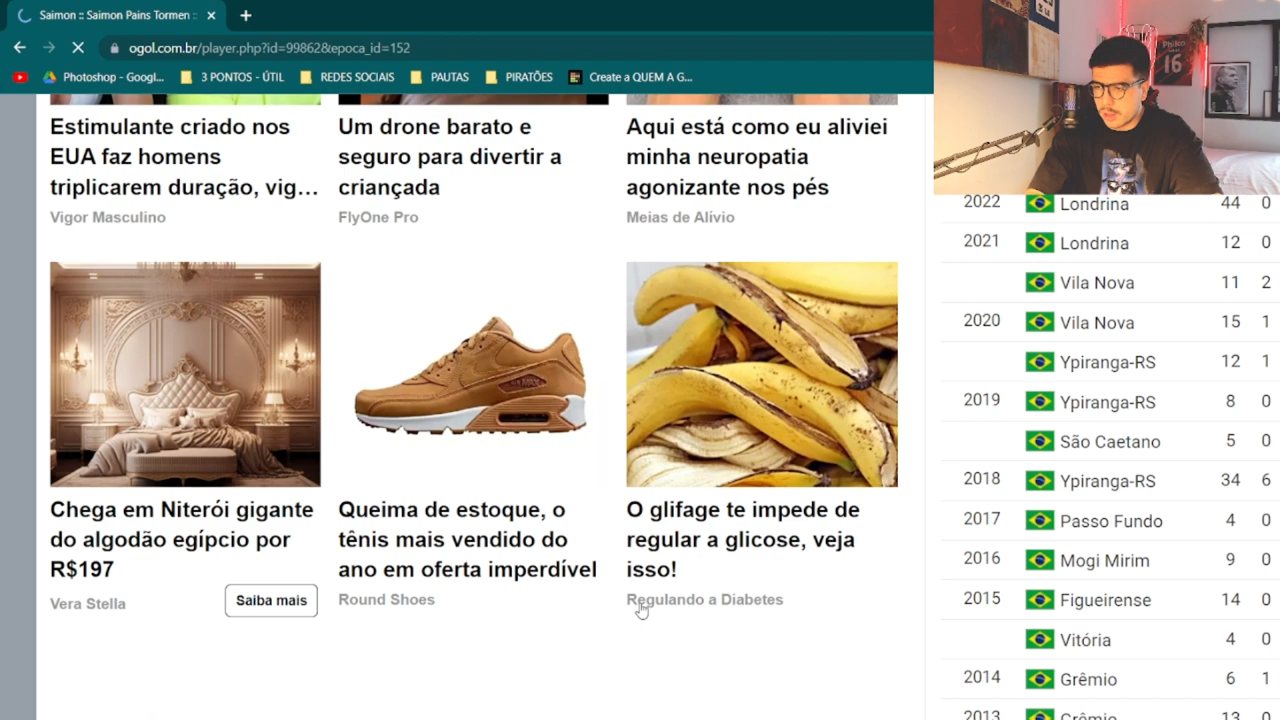 Saimon :: Saimon Pains Tormen ::
ogol.com.br/player.php?id=99862&epoca_id=152
Photoshop - Googl...
3 PONTOS - ÚTIL
REDES SOCIAIS
PAUTAS
PIRATÕES
Create a QUEM A G...
Philco
16
Estimulante criado nos
EUA faz homens
triplicarem duração, vig...
Vigor Masculino
Um drone barato e
seguro para divertir a
criançada
FlyOne Pro
Aqui está como eu aliviei
minha neuropatia
agonizante nos pés
Meias de Alívio
Chega em Niterói gigante
do algodão egípcio por
R$197
Vera Stella
Saiba mais
Queima de estoque, o
tênis mais vendido do
ano em oferta imperdível
Round Shoes
O glifage te impede de
regular a glicose, veja
isso!
Regulando a Diabetes
2022 Londrina 44 0
2021 Londrina 12 0
Vila Nova 11 2
2020 Vila Nova 15 1
Ypiranga-RS 12 1
2019 Ypiranga-RS 8 0
São Caetano 5 0
2018 Ypiranga-RS 34 6
2017 Passo Fundo 4 0
2016 Mogi Mirim 9 0
2015 Figueirense 14 0
Vitória 4 0
2014 Grêmio 6 1
2013 Grêmio 13 0